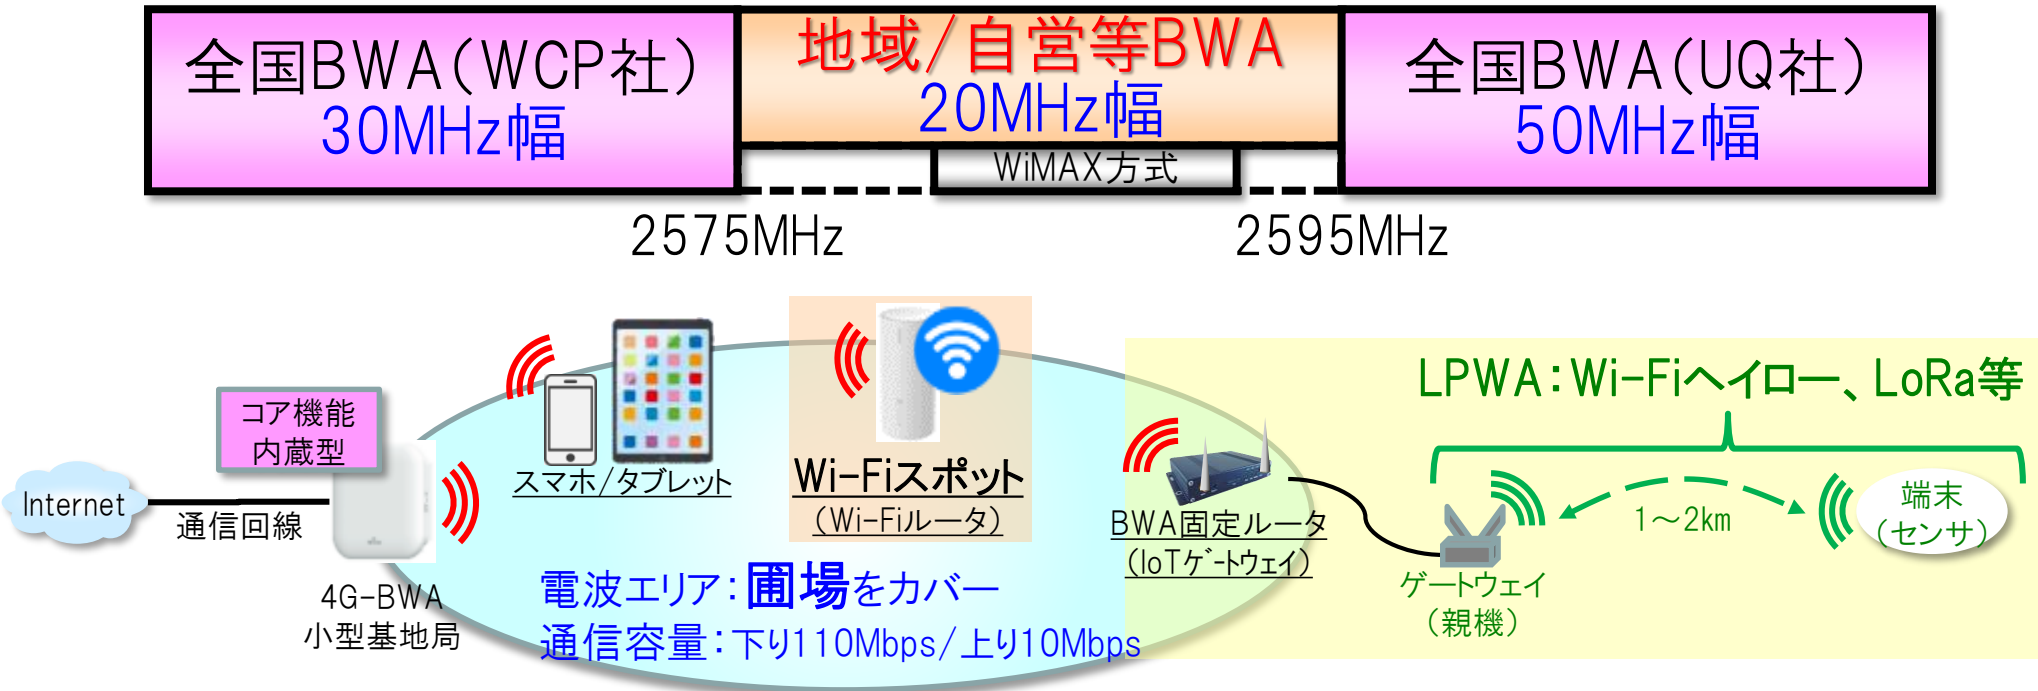 全国BWA(WCP社)
30MHz幅
地域/自営等BWA
20MHz幅
全国BWA(UQ社)
50MHz幅
WiMAX方式
2575MHz
2595MHz
LPWA:Wi-Fiヘイロー、LoRa等
コア機能
内蔵型
Internet
通信回線
4G-BWA
小型基地局
スマホ/タブレット
Wi-Fiスポット
(Wi-Fiルータ)
BWA固定ルータ
(IoTゲートウェイ)
1~2km
端末
(センサ)
ゲートウェイ
(親機)
電波エリア:圃場をカバー
通信容量:下り110Mbps/上り10Mbps